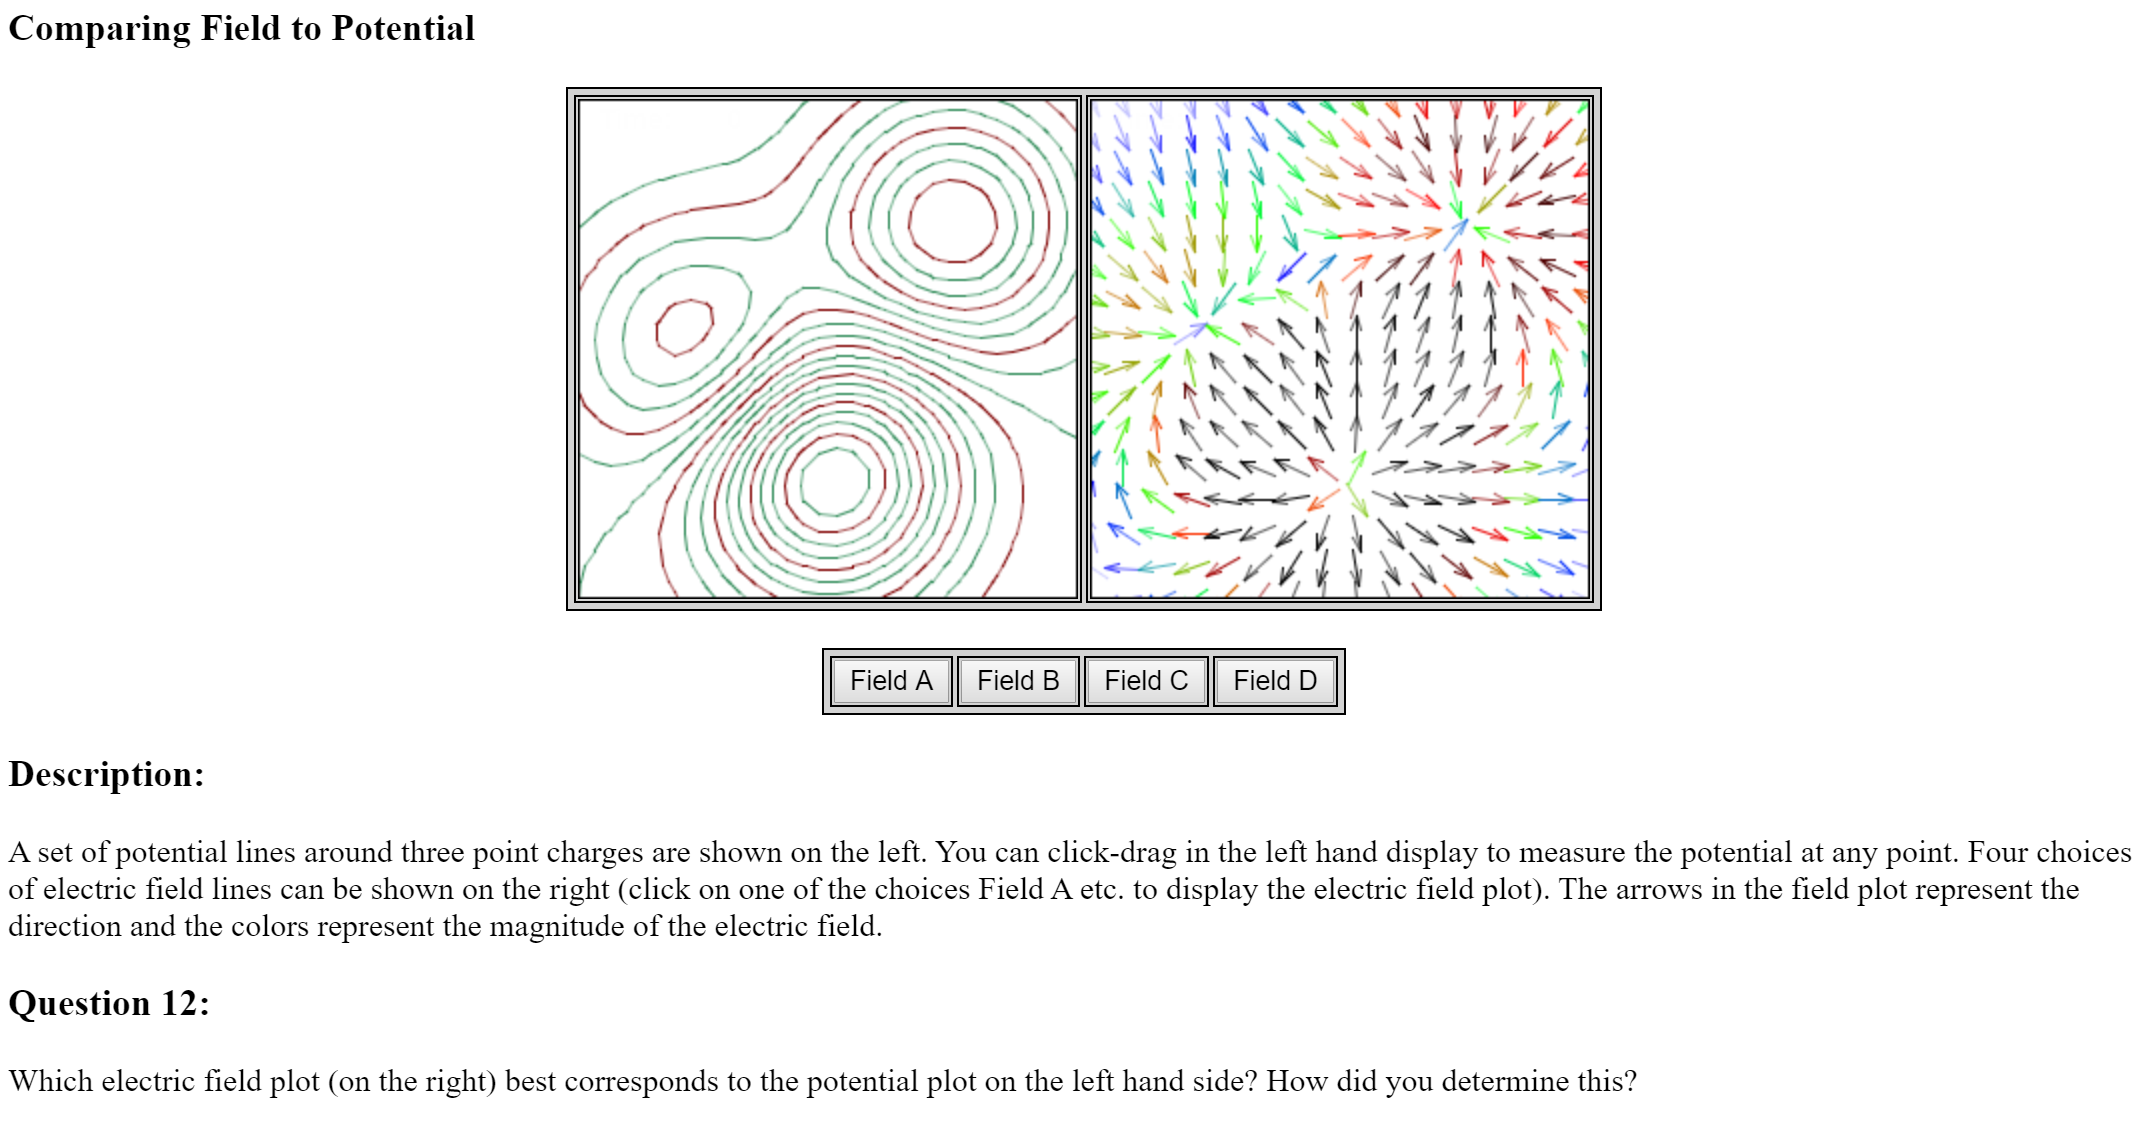 Comparing Field to Potential
Field A
Field B
Field C
Field D
Description:
A set of potential lines around three point charges are shown on the left. You can click-drag in the left hand display to measure the potential at any point. Four choices
of electric field lines can be shown on the right (click on one of the choices Field A etc. to display the electric field plot). The arrows in the field plot represent the
direction and the colors represent the magnitude of the electric field.
Question 12:
Which electric field plot (on the right) best corresponds to the potential plot on the left hand side? How did you determine this?